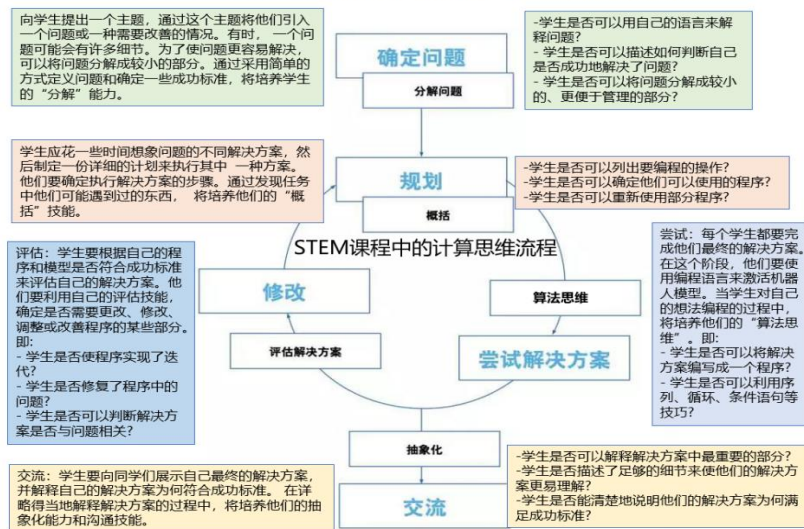 向学生提出一个主题，通过这个主题将他们引入
一个问题或一种需要改善的情况。有时， 一个问
题可能会有许多细节。为了使问题更容易解决，
可以将问题分解成较小的部分。通过采用简单的
方式定义问题和确定一些成功标准，将培养学生
的“分解”能力。
确定问题
分解问题
-学生是否可以用自己的语言来解
释问题？
- 学生是否可以描述如何判断自己
是否成功地解决了问题？
- 学生是否可以将问题分解成较小
的、更便于管理的部分？
学生应花一些时间想象问题的不同解决方案，然
后制定一份详细的计划来执行其中 一种方案。
他们要确定执行解决方案的步骤。通过发现任务
中他们可能遇到过的东西， 将培养他们的“概
括”技能。
规划
概括
-学生是否可以列出要编程的操作？
-学生是否可以确定他们可以使用的程序？
-学生是否可以重新使用部分程序？
STEM课程中的计算思维流程
评估：学生要根据自己的程
序和模型是否符合成功标准
来评估自己的解决方案。他
们要利用自己的评估技能，
确定是否需要更改、修改、
调整或改善程序的某些部分。
即:
- 学生是否使程序实现了迭
代？
- 学生是否修复了程序中的
问题？
- 学生是否可以判断解决方
案是否与问题相关？
修改
评估解决方案
算法思维
尝试解决方案
尝试：每个学生都要完
成他们最终的解决方案。
在这个阶段，他们要使
用编程语言来激活机器
人模型。当学生对自己
的想法编程的过程中，
将培养他们的“算法思
维”。即：
- 学生是否可以将解决
方案编写成一个程序？
- 学生是否可以利用序
列、循环、条件语句等
技巧？
抽象化
交流
交流：学生要向同学们展示自己最终的解决方案，
并解释自己的解决方案为何符合成功标准。 在详
略得当地解释解决方案的过程中，将培养他们的抽
象化能力和沟通技能。
-学生是否可以解释解决方案中最重要的部分？
-学生是否描述了足够的细节来使他们的解决方
案更易理解？
-学生是否能清楚地说明他们的解决方案为何满
足成功标准？